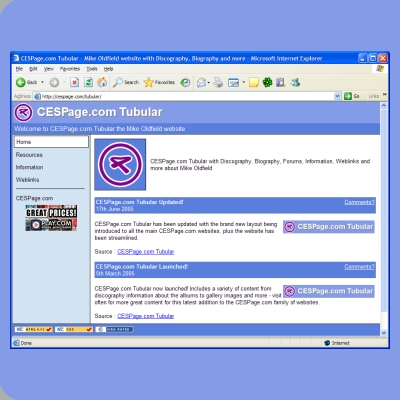 CESPage.com Tubular - Mike Oldfield website with Discography, Biography and more - Microsoft Internet Explorer
File Edit View Favorites Tools Help
Back Search Favorites
Address http://cespage.com/tubular/ Go Links
CESPage.com Tubular
Welcome to CESPage.com Tubular the Mike Oldfield website
Home
Resources
Information
Weblinks
CESPage.com
GREAT PRICES!
PLAY.COM
CESPage.com Tubular with Discography, Biography, Forums, Information, Weblinks and
more about Mike Oldfield
CESPage.com Tubular Updated! Comments?
17th June 2005
CESPage.com Tubular has been updated with the brand new layout being
introduced to all the main CESPage.com websites, plus the website has
been streamlined.
CESPage.com Tubular
Source : CESPage.com Tubular
CESPage.com Tubular Launched! Comments?
5th March 2005
CESPage.com Tubular now launched! Includes a variety of content from
discography information about the albums to gallery images and more - visit
often for more great content for this latest addition to the CESPage.com family of websites.
CESPage.com Tubular
Source : CESPage.com Tubular
Done Internet